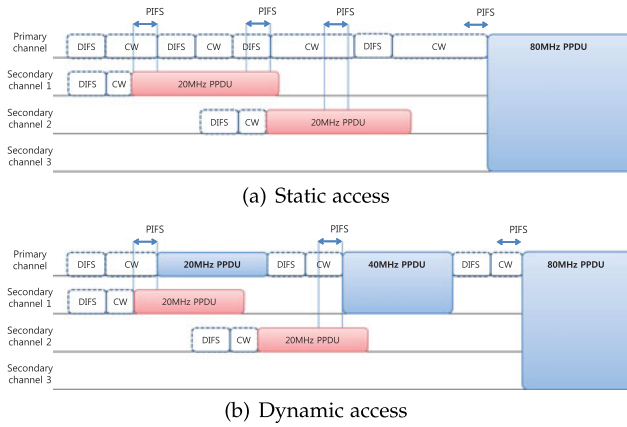 PIFS PIFS PIFS PIFS
Primary
channel
DIFS CW DIFS CW DIFS CW DIFS CW 80MHz PPDU
Secondary
channel 1
DIFS CW 20MHz PPDU
Secondary
channel 2
DIFS CW 20MHz PPDU
Secondary
channel 3
(a) Static access
PIFS PIFS PIFS
Primary
channel
DIFS CW 20MHz PPDU DIFS CW 40MHz PPDU DIFS CW 80MHz PPDU
Secondary
channel 1
DIFS CW 20MHz PPDU
Secondary
channel 2
DIFS CW 20MHz PPDU
Secondary
channel 3
(b) Dynamic access